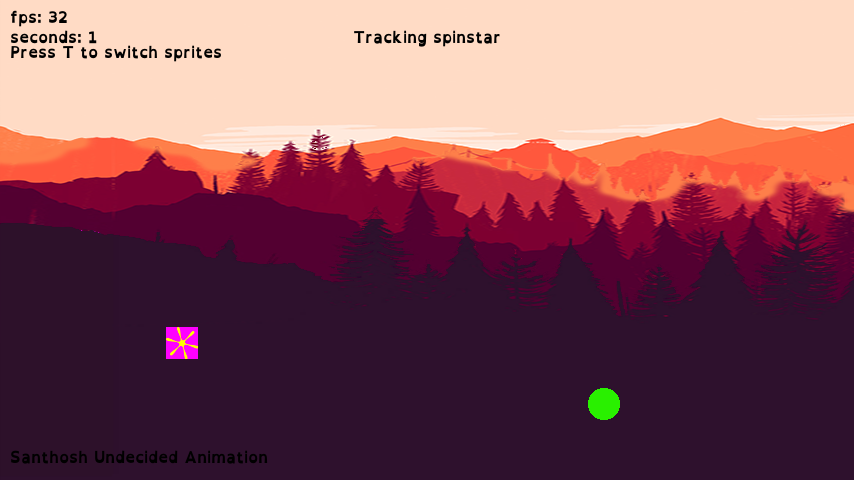 fps: 32
seconds: 1
Tracking spinstar
Press T to switch sprites
Santhosh Undecided Animation